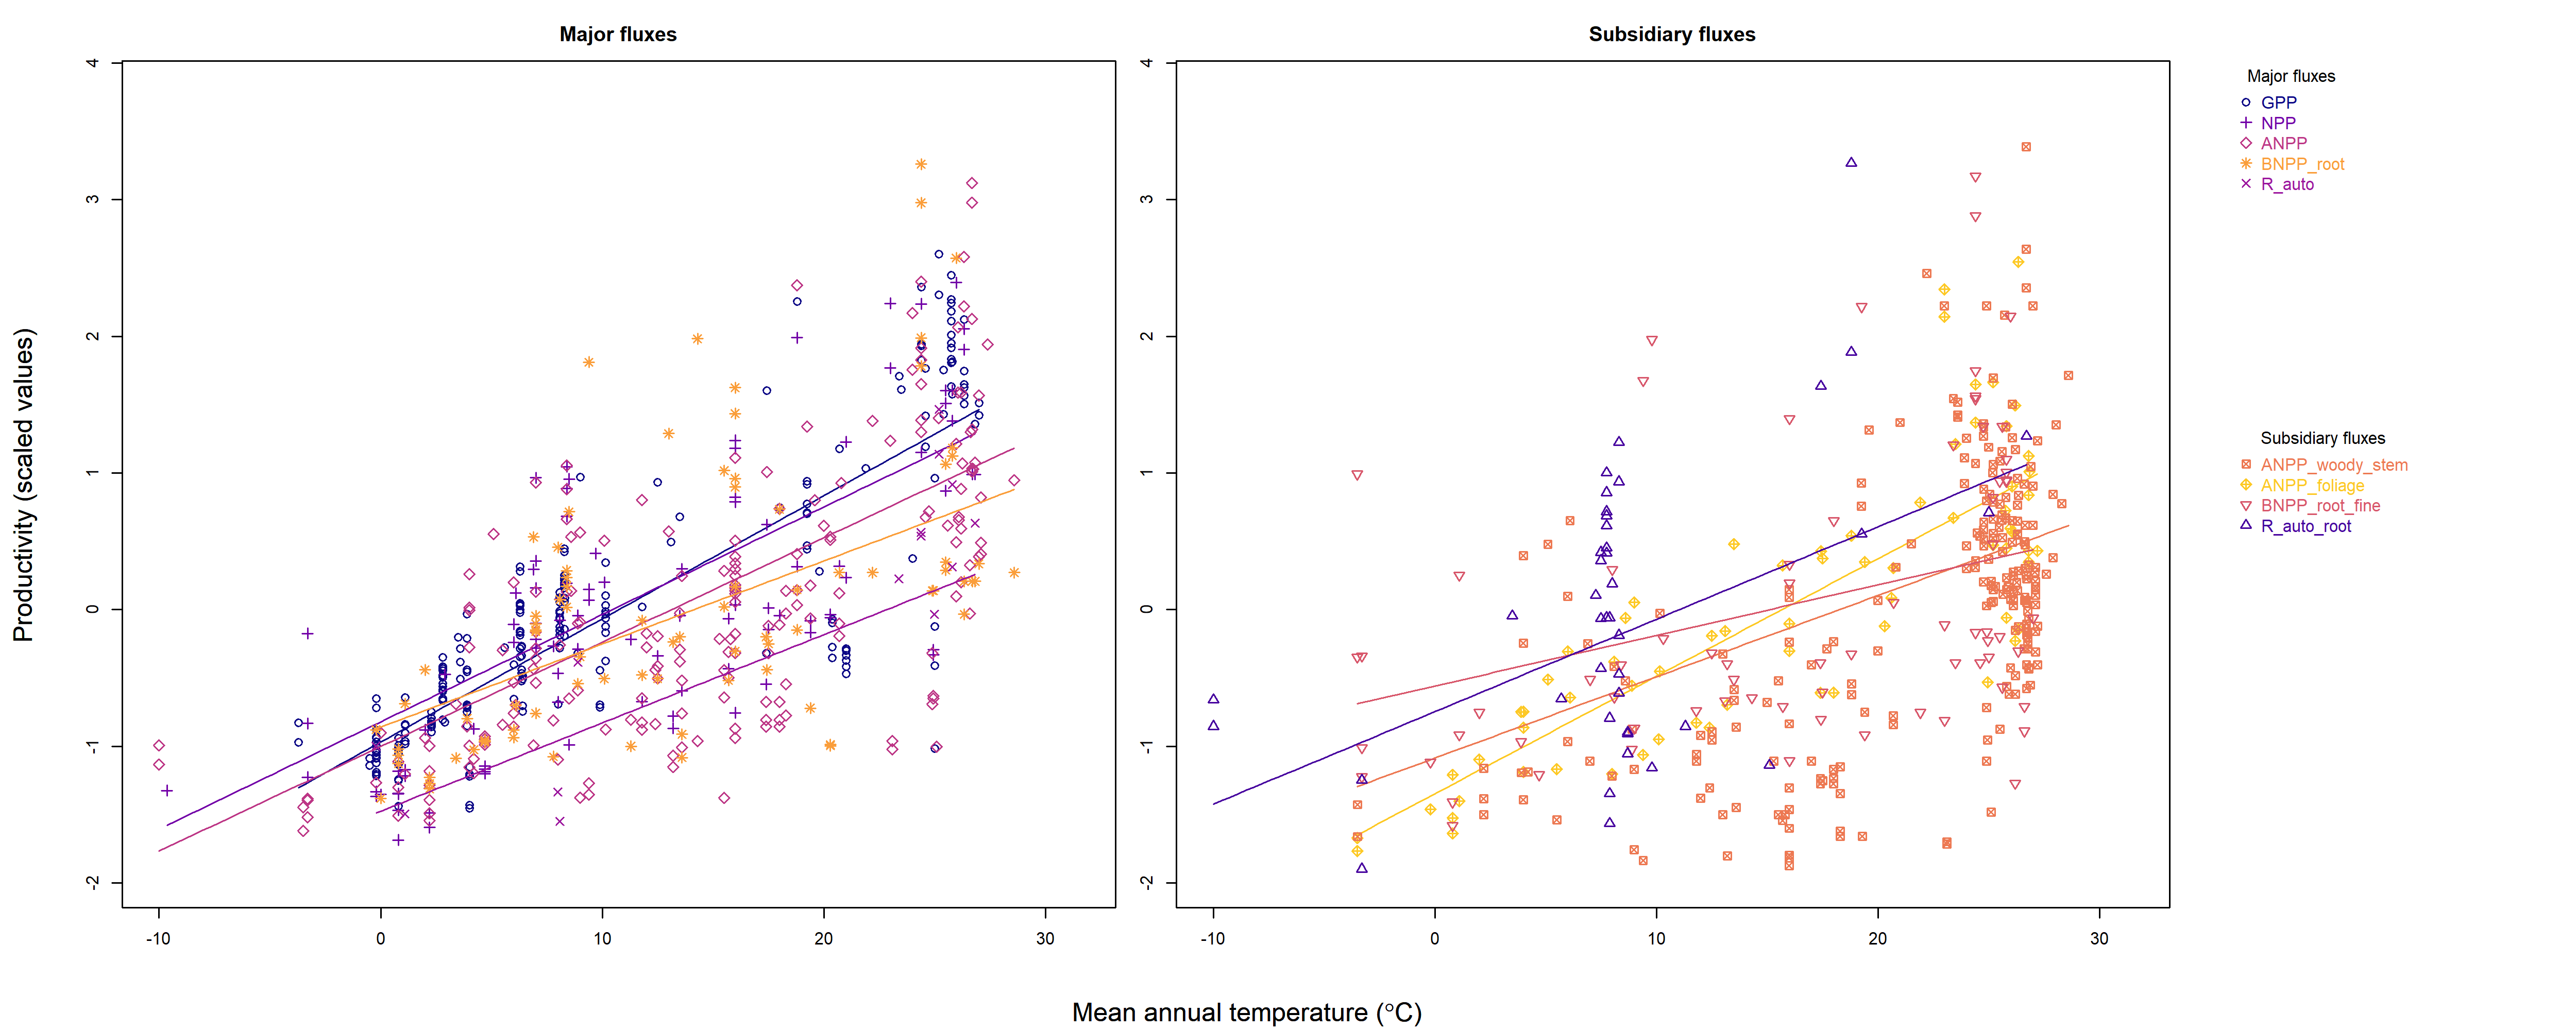 Major fluxes
Subsidiary fluxes
Productivity (scaled values)
4
3
2
1
0
-1
-2
-10
0
10
20
30
4
3
2
1
0
-1
-2
-10
0
10
20
30
Mean annual temperature (°C)
Major fluxes
GPP
NPP
ANPP
BNPP_root
R_auto
Subsidiary fluxes
ANPP_woody_stem
ANPP_foliage
BNPP_root_fine
R_auto_root